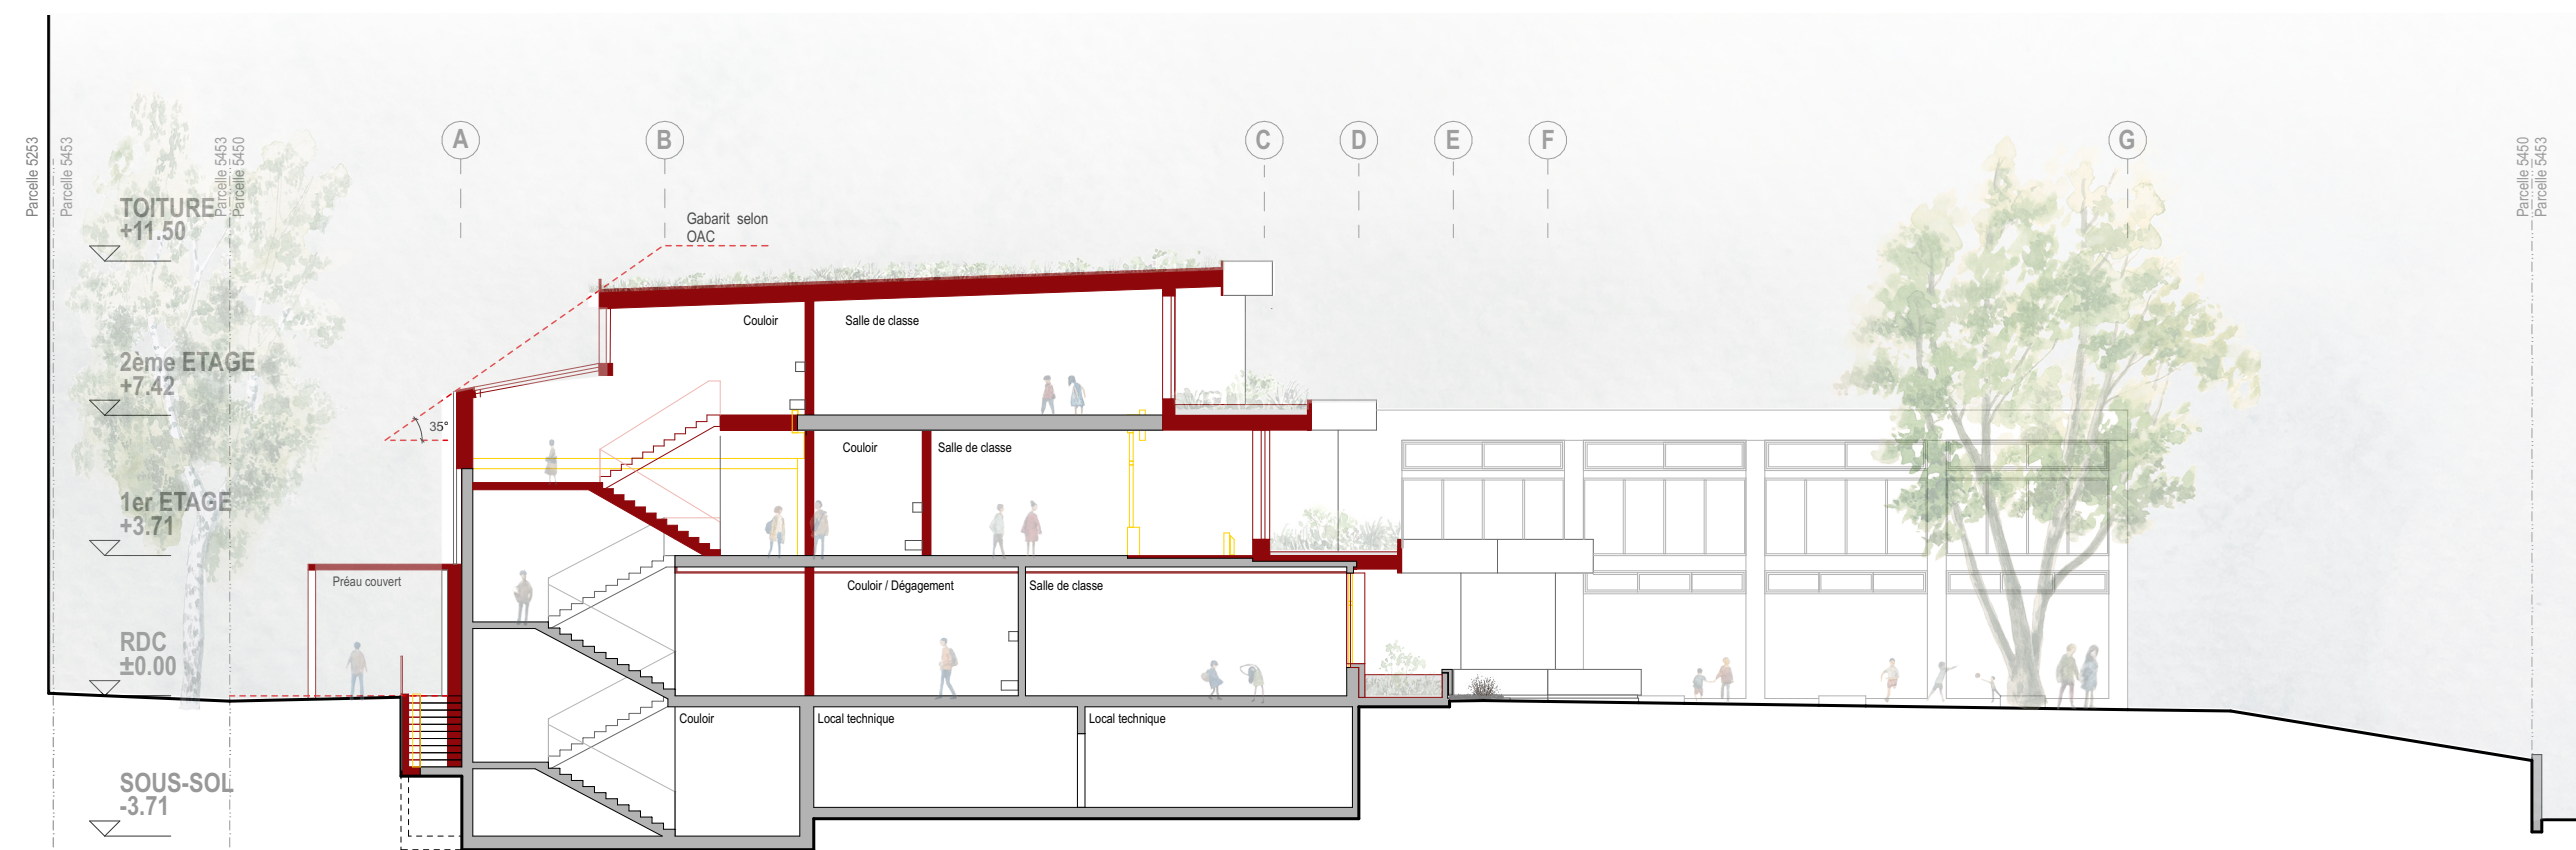 A
B
C
D
E
F
G
Parcelle 5253
Parcelle 5453
Parcelle 5453
Parcelle 5450
Parcelle 5450
Parcelle 5453
TOITURE
+11.50
Gabarit selon
OAC
Couloir
Salle de classe
2ème ETAGE
+7.42
35°
Couloir
Salle de classe
1er ETAGE
+3.71
Préau couvert
Couloir / Dégagement
Salle de classe
RDC
±0.00
Couloir
Local technique
Local technique
SOUS-SOL
-3.71